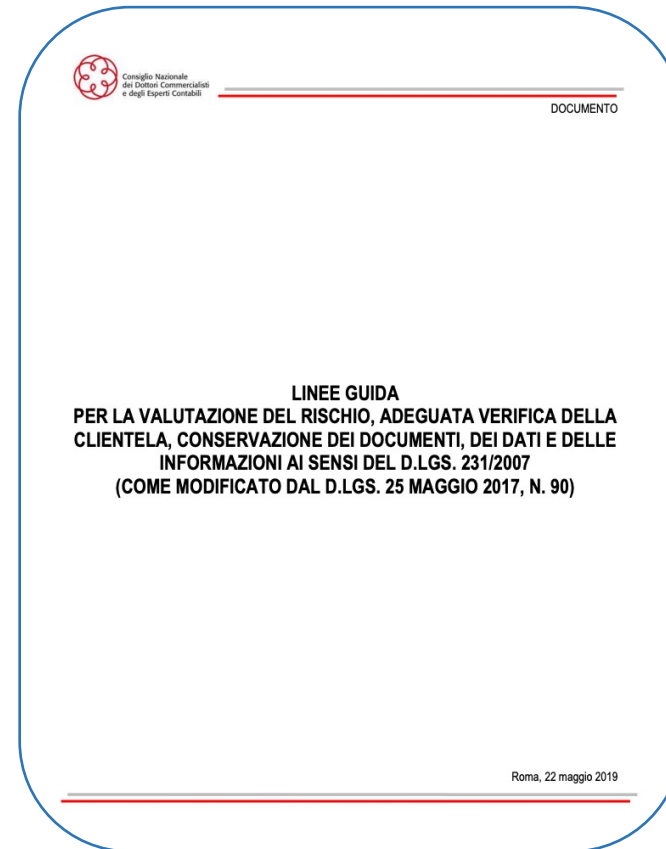 Consiglio Nazionale
dei Dottori Commercialisti
e degli Esperti Contabili
DOCUMENTO
LINEE GUIDA
PER LA VALUTAZIONE DEL RISCHIO, ADEGUATA VERIFICA DELLA
CLIENTELA, CONSERVAZIONE DEI DOCUMENTI, DEI DATI E DELLE
INFORMAZIONI AI SENSI DEL D.LGS. 231/2007
(COME MODIFICATO DAL D.LGS. 25 MAGGIO 2017, N. 90)
Roma, 22 maggio 2019